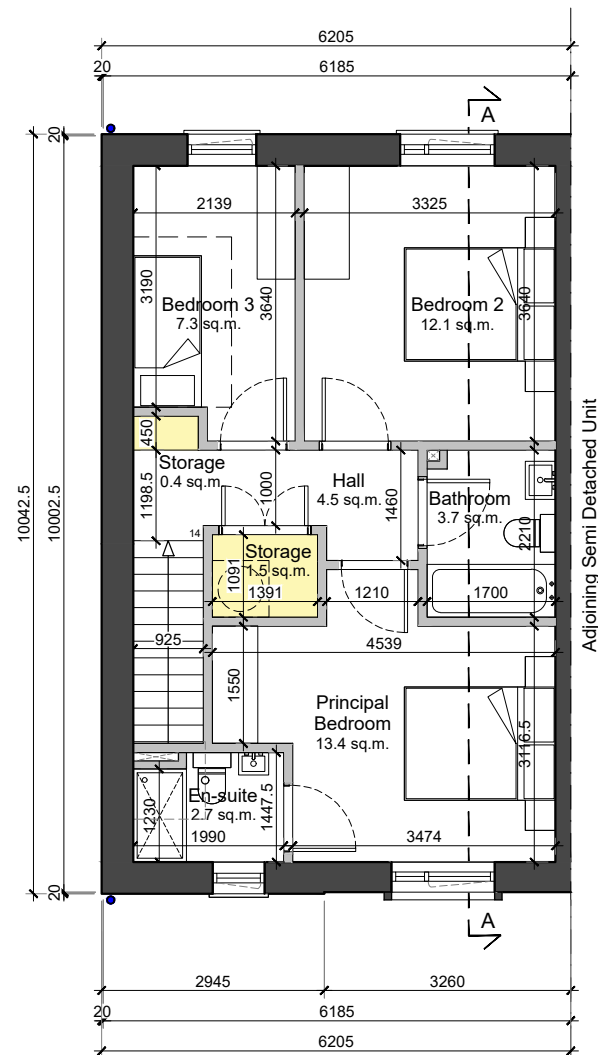 6205
20
6185
A
20
2139
3325
3190
3640
3640
Bedroom 3
7.3 sq.m.
Bedroom 2
12.1 sq.m.
450
Storage
0.4 sq.m.
1000
Hall
4.5 sq.m.
1460
Bathroom
3.7 sq.m.
1198.5
2210
14
Storage
1.5 sq.m.
1091
1391
1210
1700
10042.5
10002.5
Adjoining Semi Detached Unit
925
4539
1550
Principal
Bedroom
13.4 sq.m.
3116.5
En-suite
2.7 sq.m.
1230
1447.5
1990
3474
20
A
2945
3260
20
6185
6205